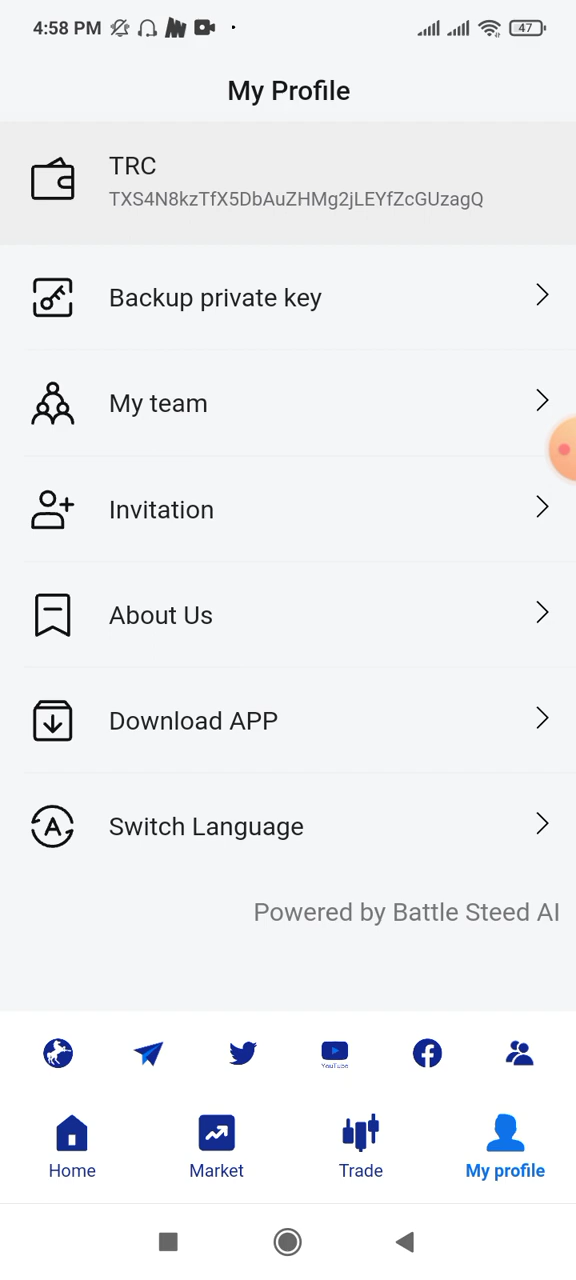 4:58 PM
47
My Profile
TRC
TXS4N8kzTfX5DbAuZHMg2jLEYfZcGUzagQ
Backup private key
My team
Invitation
About Us
Download APP
Switch Language
Powered by Battle Steed AI
YouTube
Home
Market
Trade
My profile